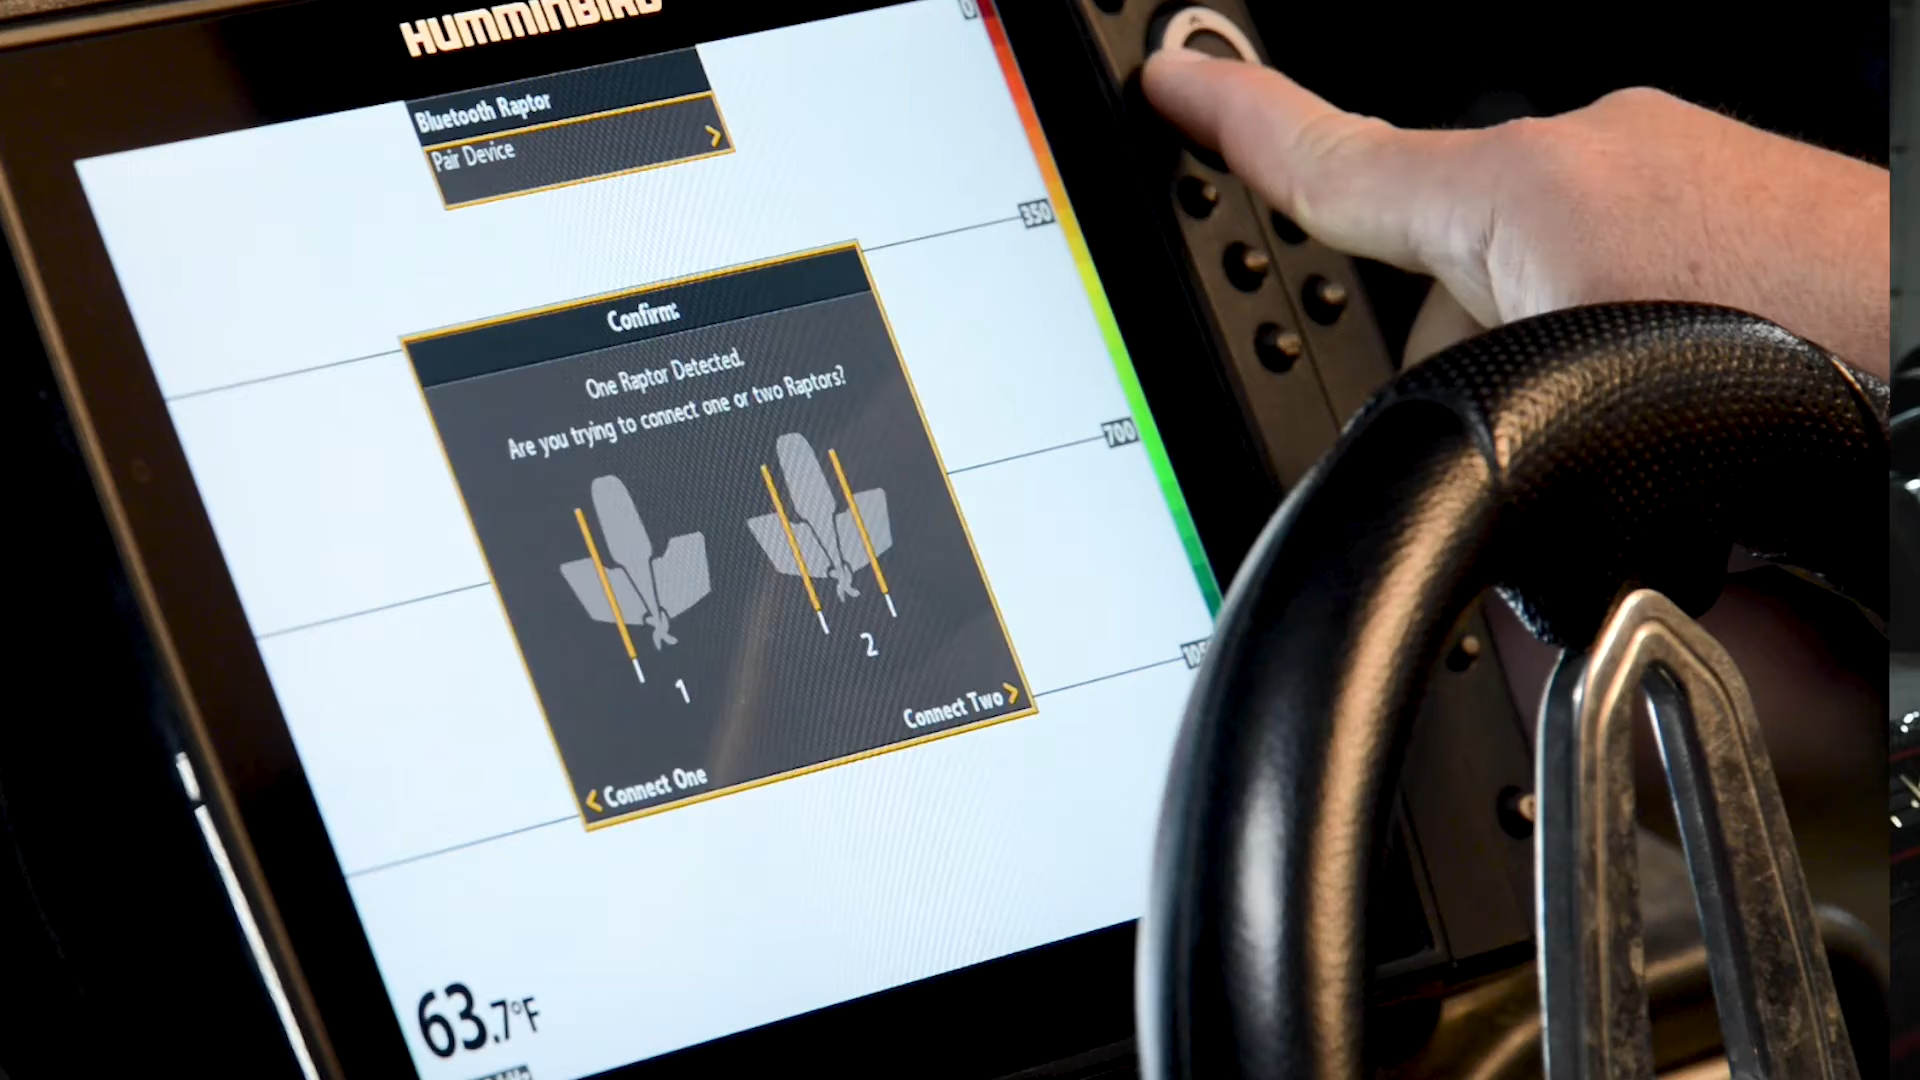 HUMMINBIRD
0
Bluetooth Raptor
Pair Device
350
Confirm:
One Raptor Detected.
Are you trying to connect one or two Raptors?
700
1
2
Connect One
Connect Two
63.7°F